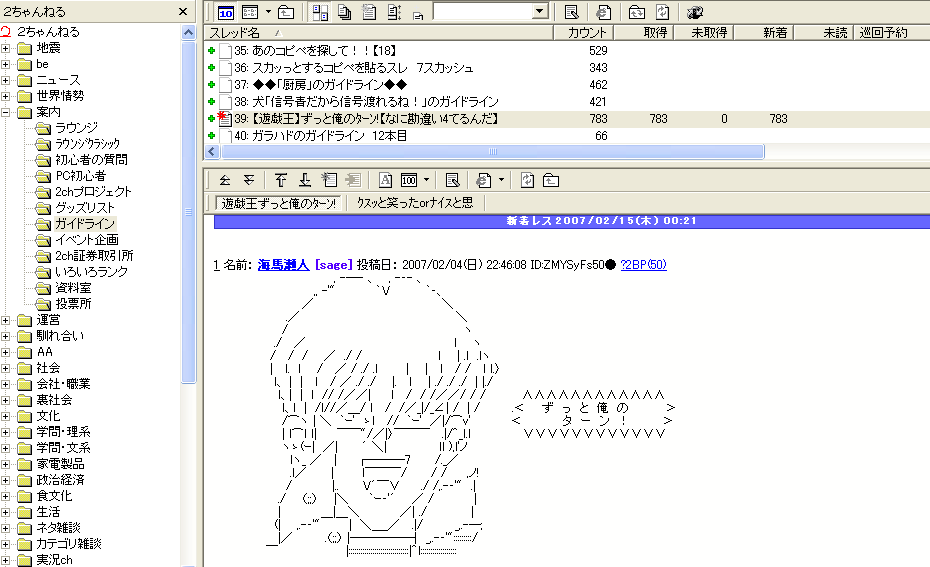 2ちゃんねる
2ちゃんねる
地震
be
ニュース
世界情勢
案内
ラウンジ
ラウンジクラシック
初心者の質問
PC初心者
2chプロジェクト
グッズリスト
ガイドライン
イベント企画
2ch証券取引所
いろいろランク
資料室
投票所
運営
馴れ合い
AA
社会
会社・職業
裏社会
文化
学問・理系
学問・文系
家電製品
政治経済
食文化
生活
ネタ雑談
カテゴリ雑談
実況ch
10
スレッド名 カウント 取得 未取得 新着 未読 巡回予約
35: あのコピペを探して！！【18】 529
36: スカッっとするコピペを貼るスレ 7スカッシュ 343
37: ◆◆「厨房」のガイドライン◆◆ 462
38: 犬「信号青だから信号渡れるね！」のガイドライン 421
39: 【遊戯王】ずっと俺のターン!【なに勘違い4てるんだ】 783 783 0 783
40: ガラハドのガイドライン 12本目 66
A 100
遊戯王ずっと俺のターン! クスッと笑ったorナイスと思
新着レス 2007/02/15(木) 00:21
1 名前: 海馬瀬人 [sage] 投稿日: 2007/02/04(日) 22:46:08 ID:ZMYSyFs50● ?2BP(50)
ずっと俺の
ターン！